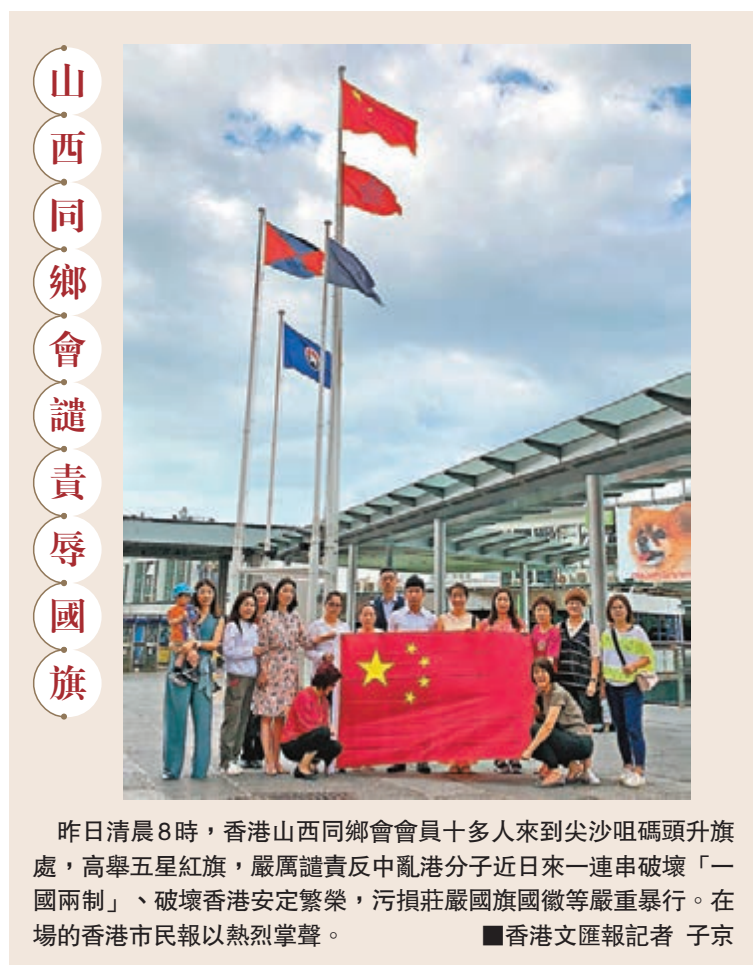 山西同鄉會譴責辱國旗
昨日清晨8時，香港山西同鄉會會員十多人來到尖沙咀碼頭升旗
處，高舉五星紅旗，嚴厲譴責反中亂港分子近日來一連串破壞「一
國兩制」、破壞香港安定繁榮，污損莊嚴國旗國徽等嚴重暴行。在
場的香港市民報以熱烈掌聲。 ■香港文匯報記者 子京